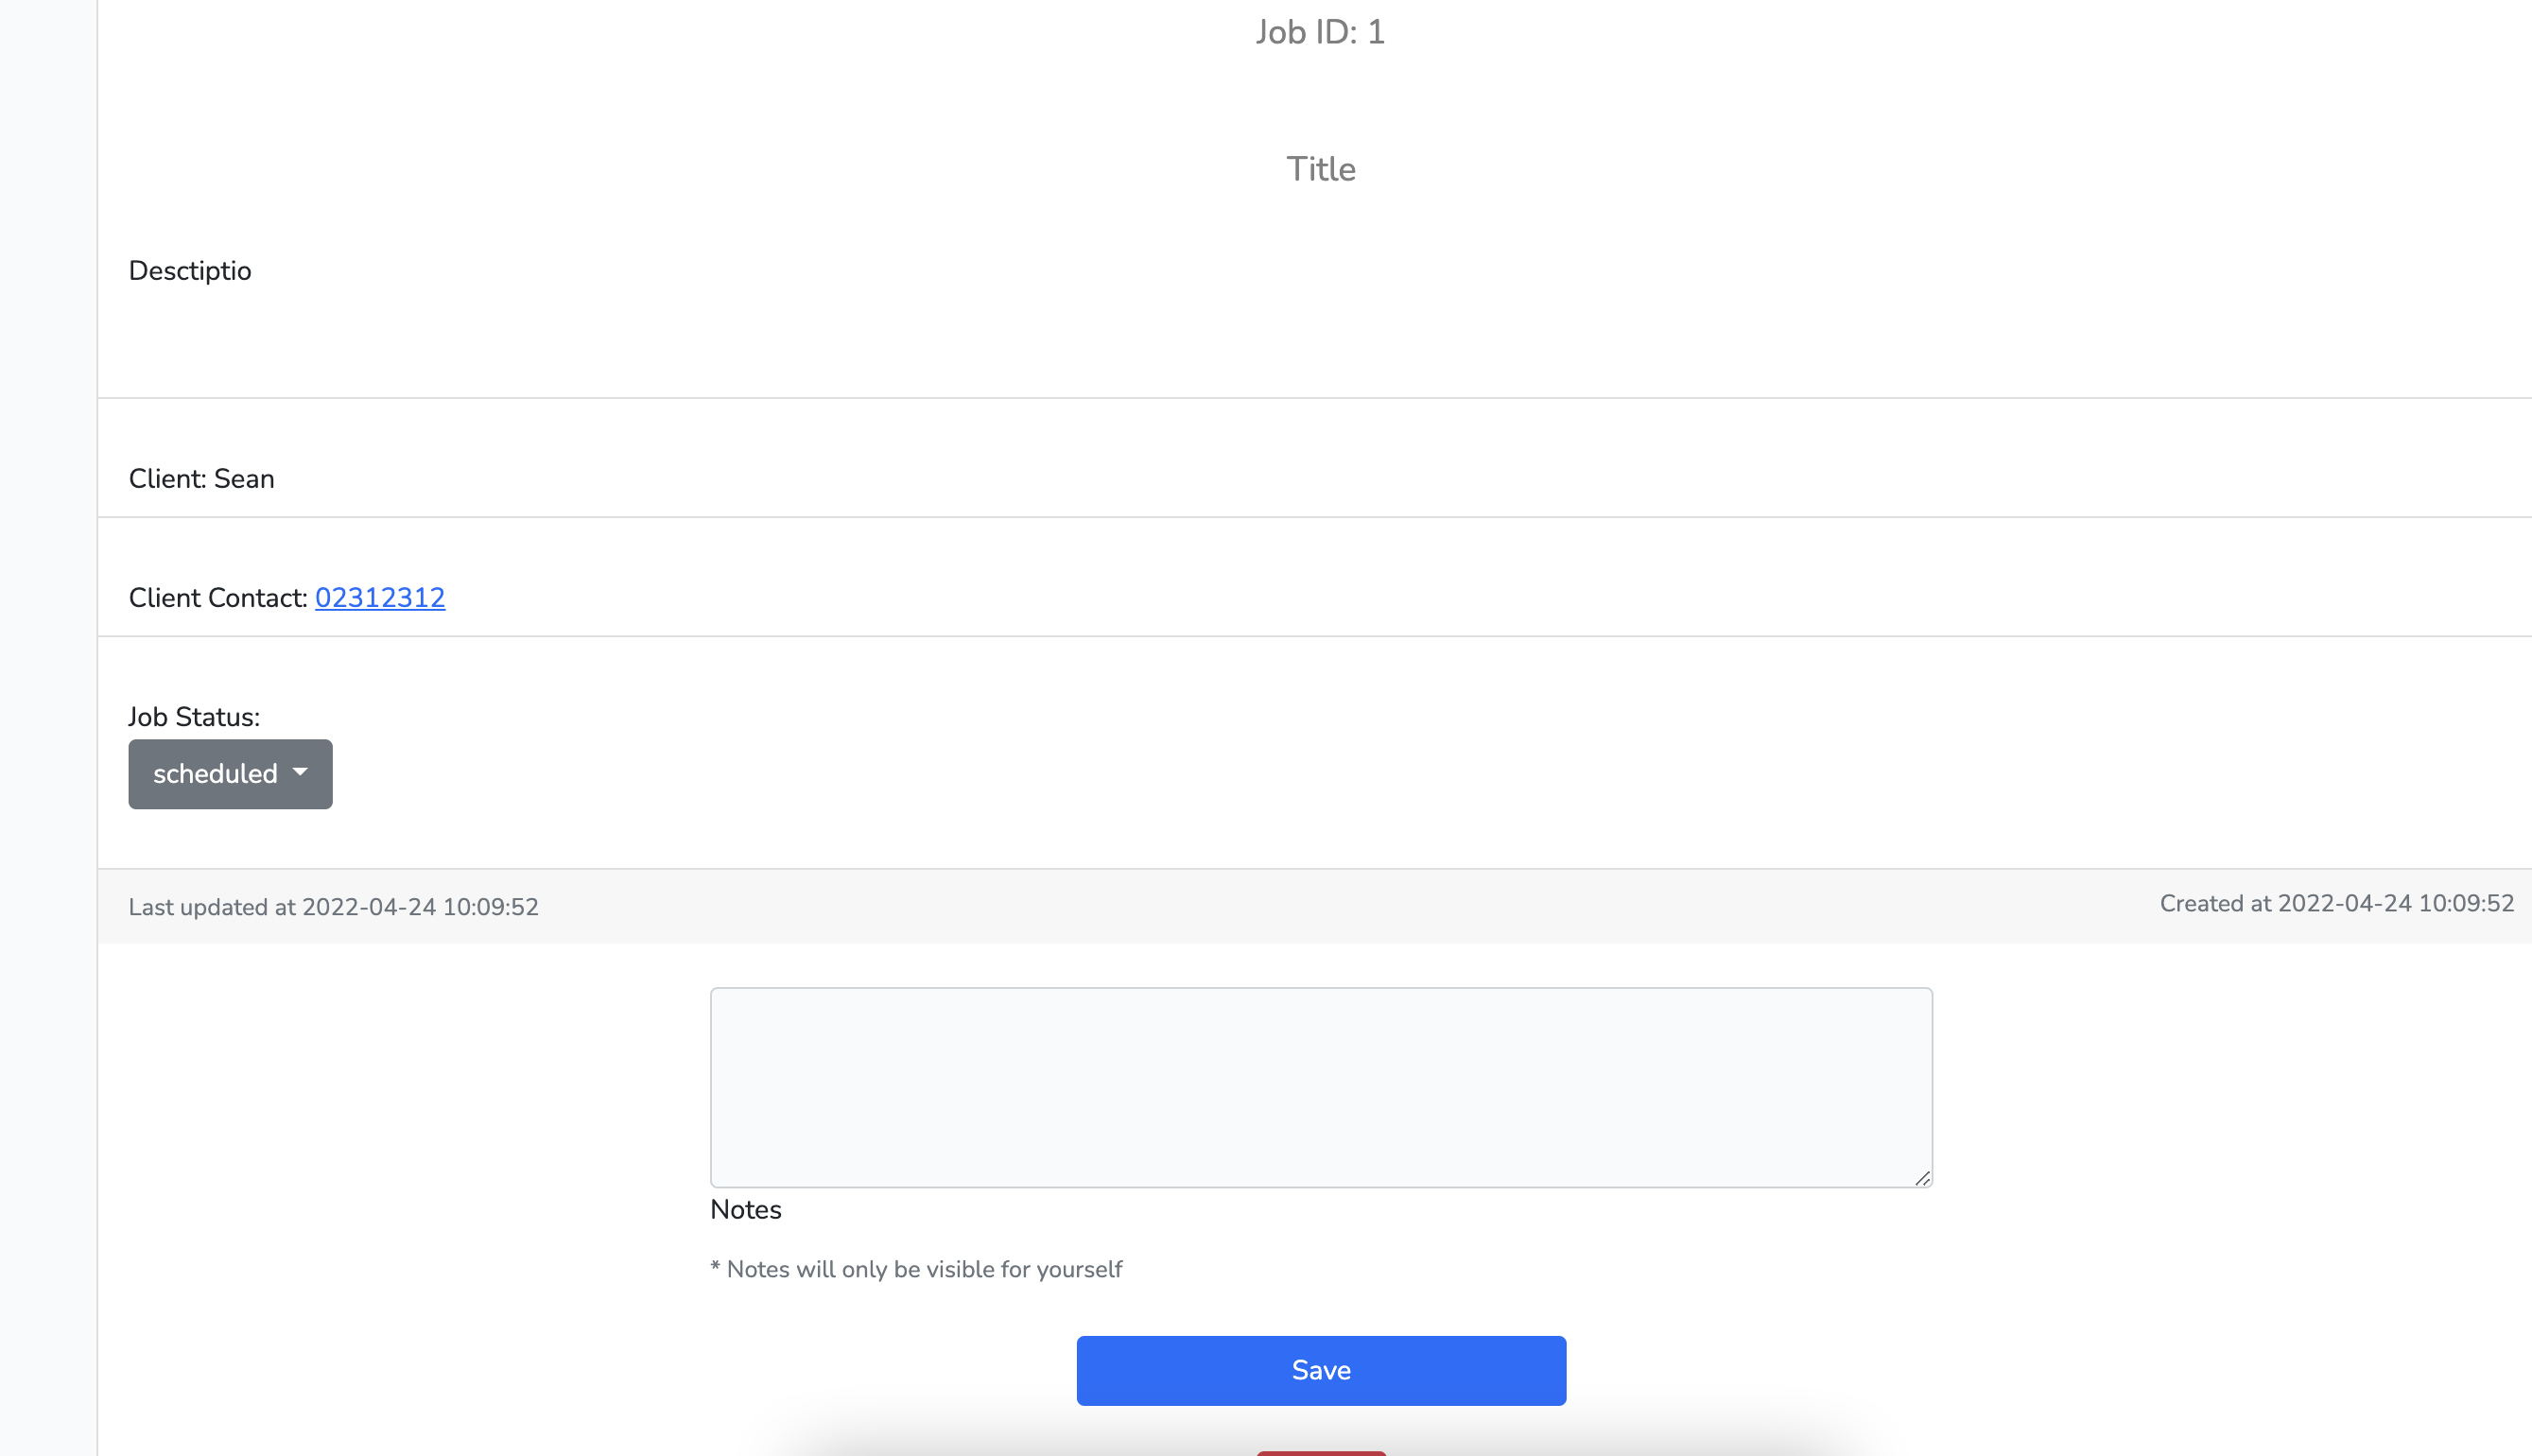 Job ID: 1
Title
Desctiptio
Client: Sean
Client Contact: 02312312
Job Status:
scheduled
Last updated at 2022-04-24 10:09:52
Created at 2022-04-24 10:09:52
Notes
* Notes will only be visible for yourself
Save